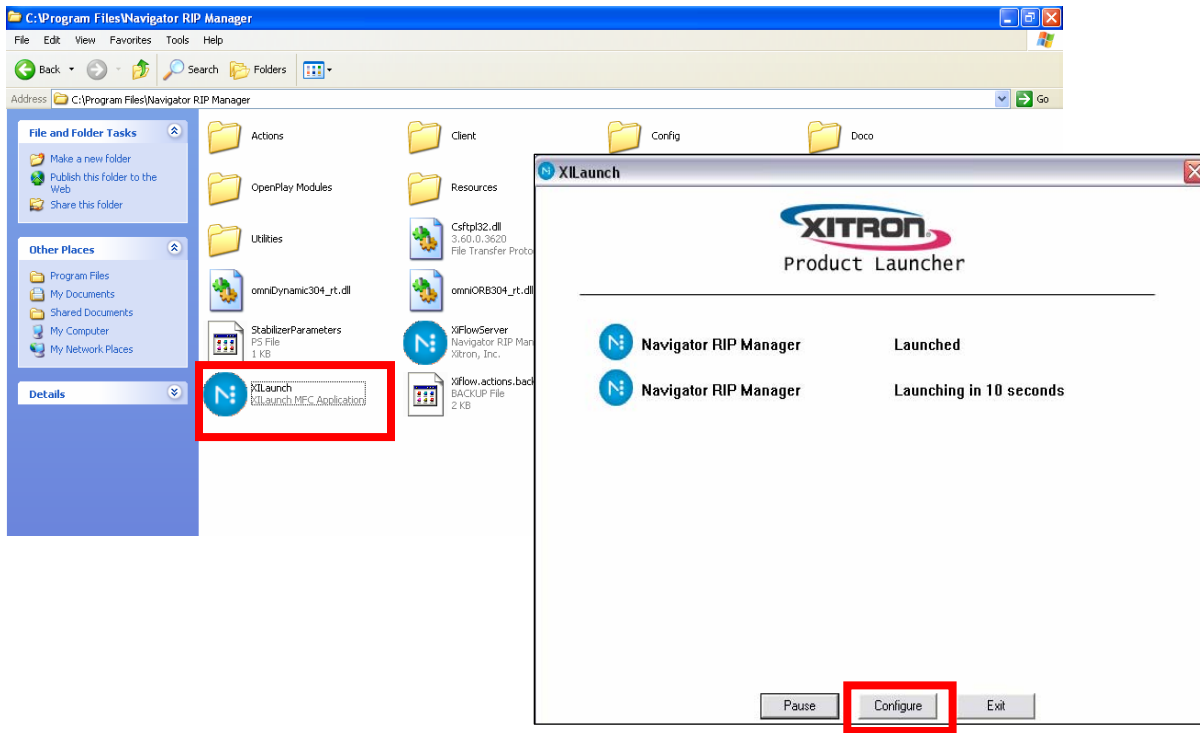 C:\Program Files\Navigator RIP Manager
File Edit View Favorites Tools Help
Back Search Folders
Address C:\Program Files\Navigator RIP Manager Go
File and Folder Tasks
Make a new folder
Publish this folder to the
Web
Share this folder
Other Places
Program Files
My Documents
Shared Documents
My Computer
My Network Places
Details
Actions
Client
Config
Doco
OpenPlay Modules
Resources
Utilities
Csftpl32.dll
3.60.0.3620
File Transfer Proto
omniDynamic304_rt.dll
omniORB304_rt.dll
StabilizerParameters
PS File
1 KB
XiFlowServer
Navigator RIP Man
Xitron, Inc.
XILaunch
XILaunch MFC Application
Xiflow.actions.back
BACKUP File
2 KB
XILaunch
XITRON
Product Launcher
Navigator RIP Manager Launched
Navigator RIP Manager Launching in 10 seconds
Pause Configure Exit